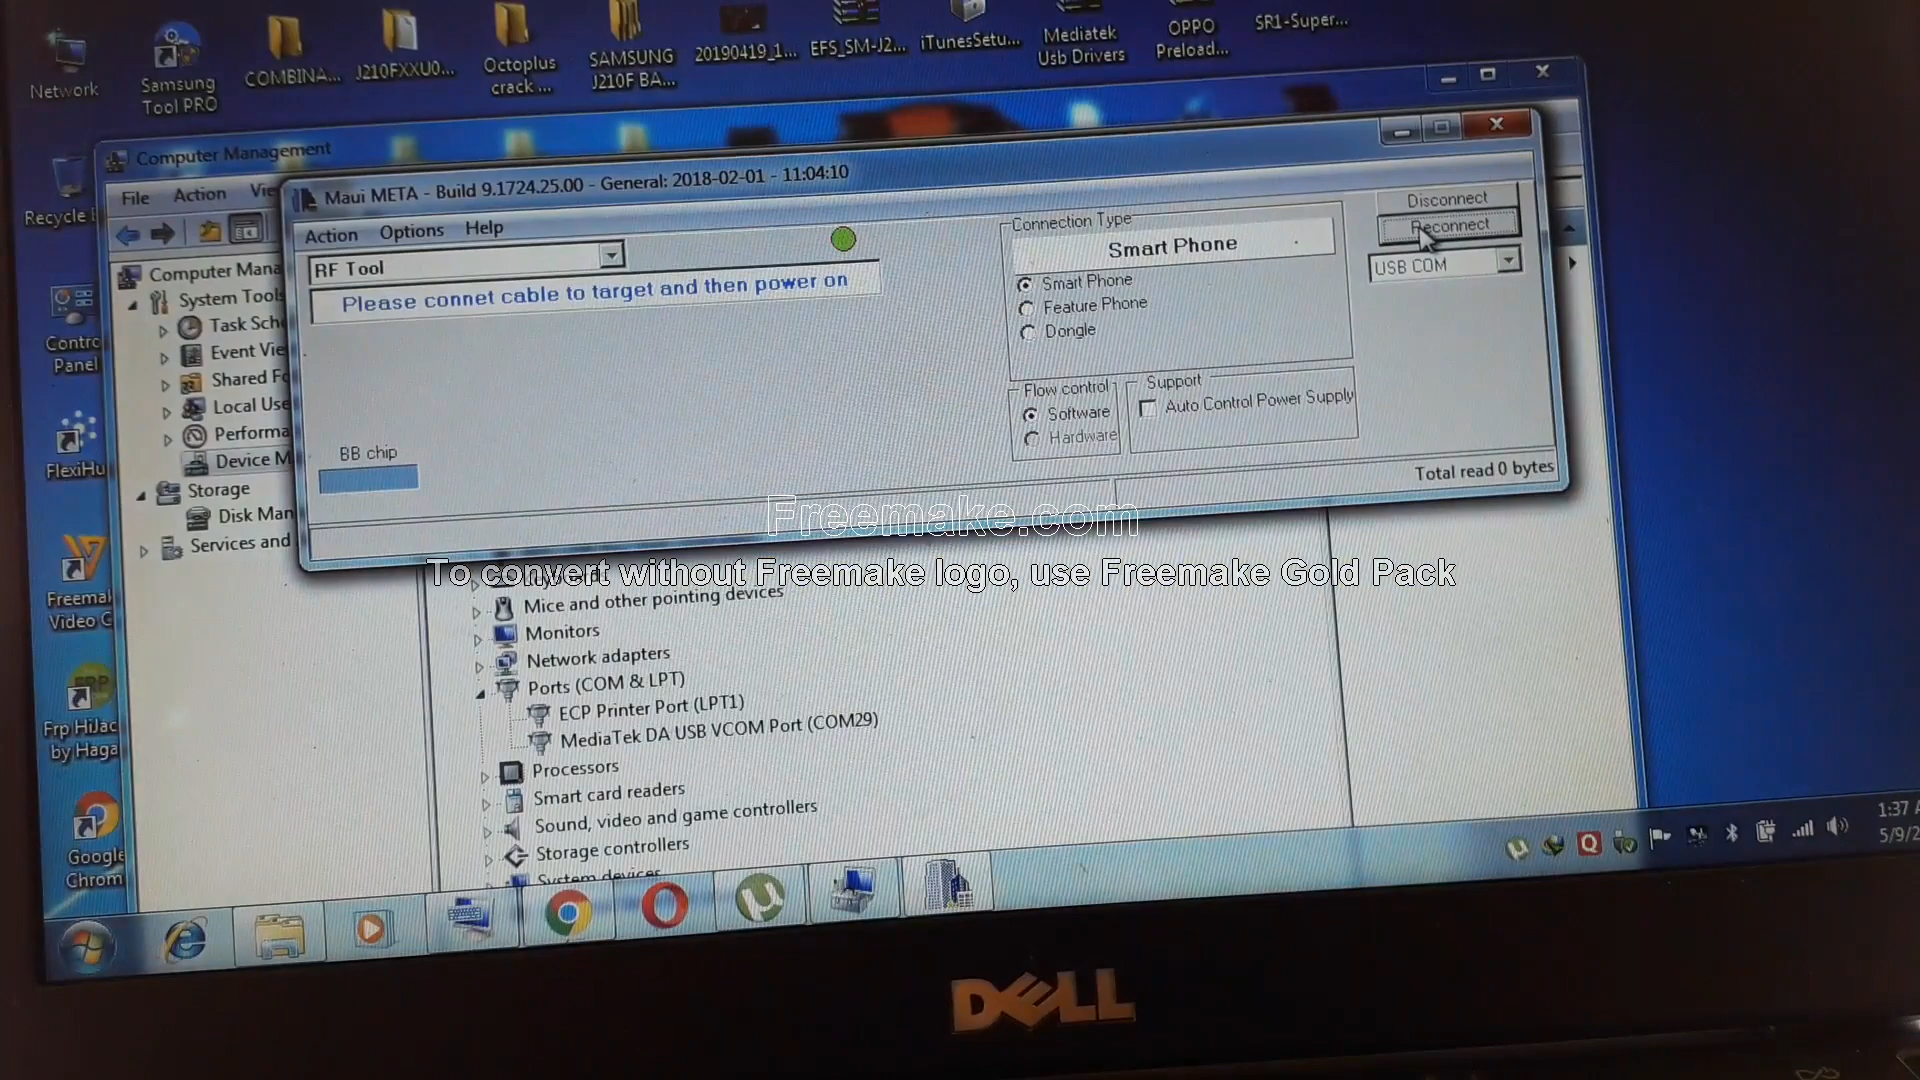 Network
Samsung
Tool PRO
COMBINA...
J210FXXU0...
Octoplus
crack ...
SAMSUNG
J210F BA...
20190419_1...
EFS_SM-J2...
iTunesSetu...
Mediatek
Usb Drivers
OPPO
Preload...
SR1-Super...
Computer Management
File Action
Maui META - Build 9.1724.25.00 - General: 2018-02-01 - 11:04:10
Action Options Help
RF Tool
Please connet cable to target and then power on
Connection Type
Smart Phone
Smart Phone
Feature Phone
Dongle
Disconnect
Reconnect
USB COM
Flow control
Software
Hardware
Support
Auto Control Power Supply
BB chip
Total read 0 bytes
Recycle
Computer Mana
System Tools
Task Sch
Event Vie
Shared Fo
Local Use
Performa
Device M
Storage
Disk Man
Services and
Contro
Panel
FlexiHu
Freemak
Video C
Frp HiJac
by Haga
Google
Chrom
Freemake.com
To convert without Freemake logo, use Freemake Gold Pack
Mice and other pointing devices
Monitors
Network adapters
Ports (COM & LPT)
ECP Printer Port (LPT1)
MediaTek DA USB VCOM Port (COM29)
Processors
Smart card readers
Sound, video and game controllers
Storage controllers
System devices
1:37
5/9/2
DELL